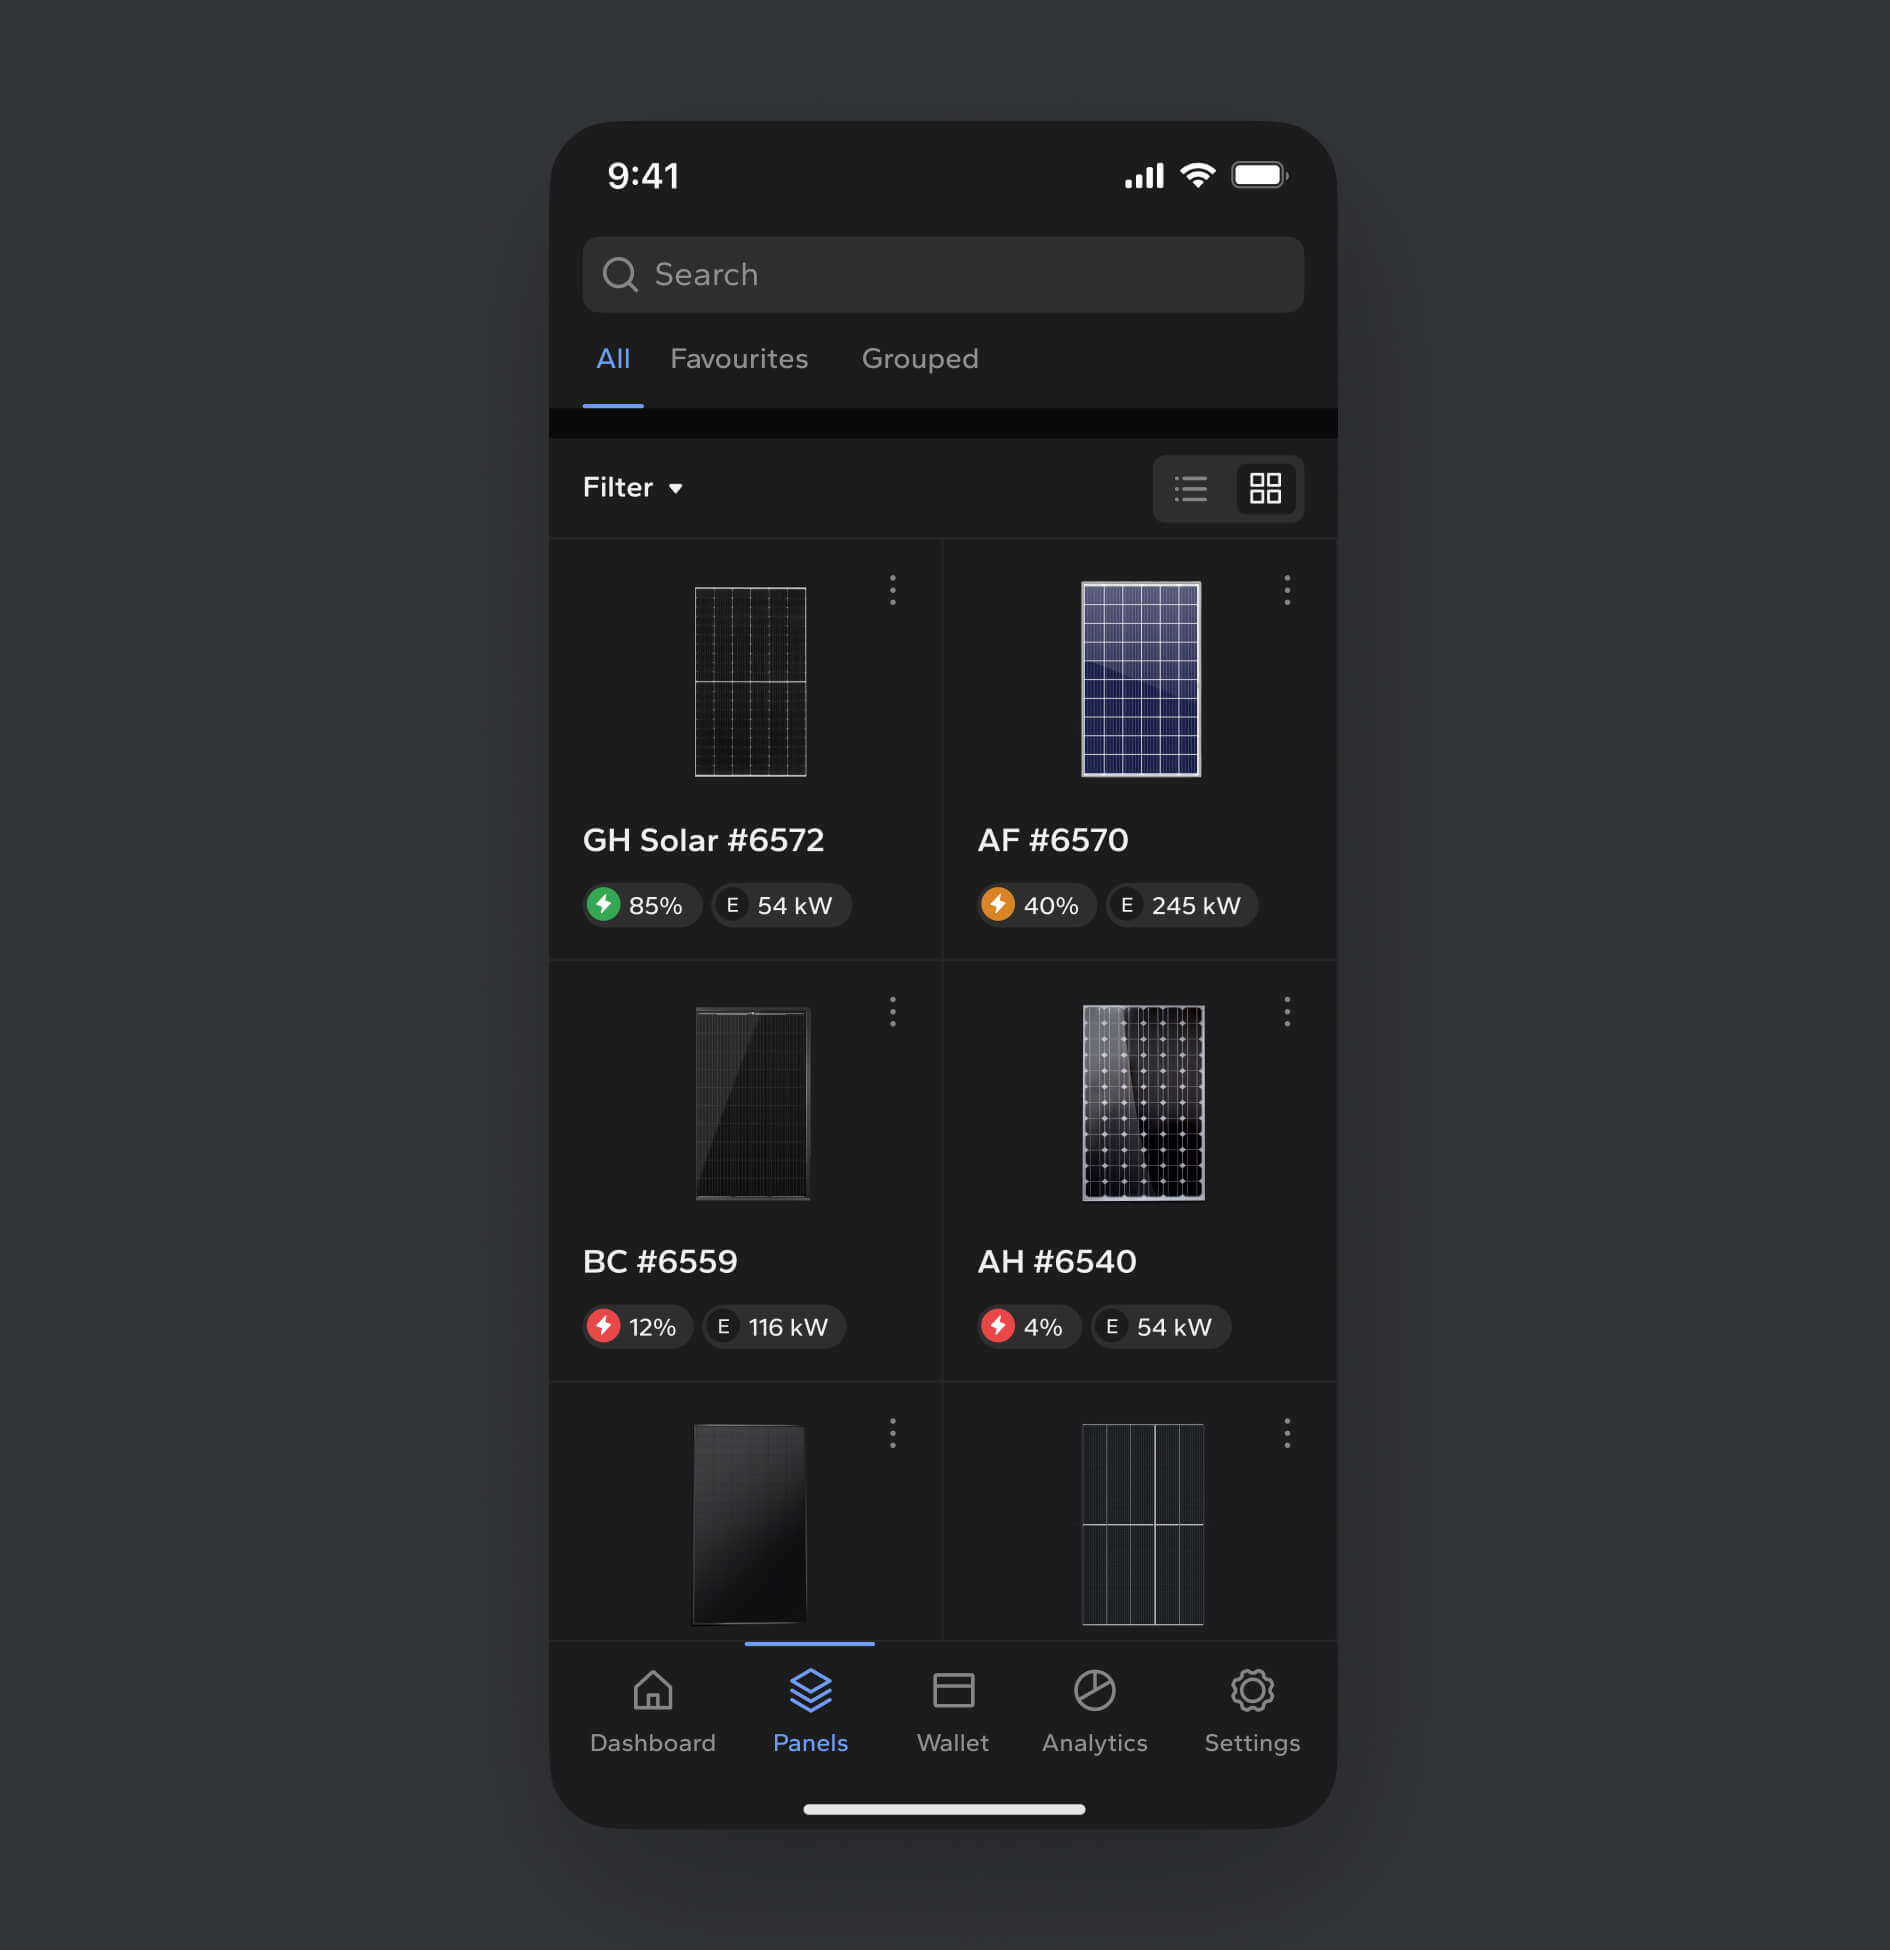 9:41
Search
All Favourites Grouped
Filter
GH Solar #6572
85% E 54 kW
AF #6570
40% E 245 kW
BC #6559
12% E 116 kW
AH #6540
4% E 54 kW
Dashboard Panels Wallet Analytics Settings